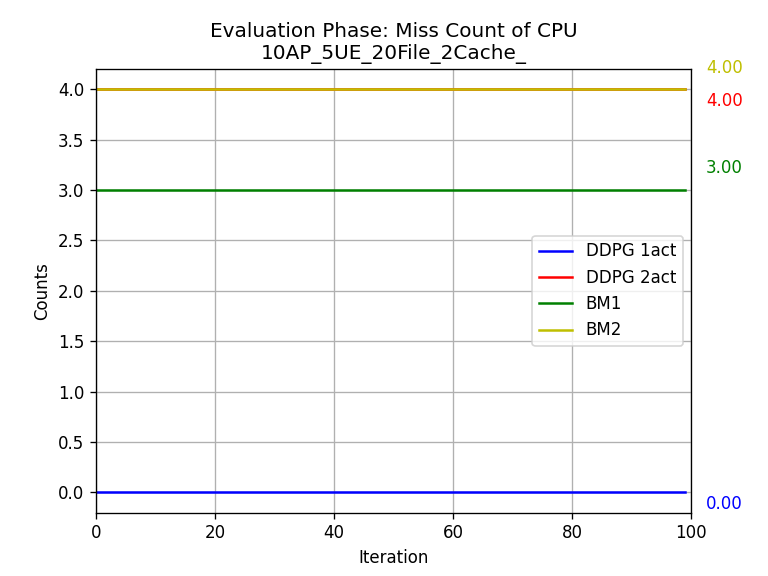 Evaluation Phase: Miss Count of CPU
10AP_5UE_20File_2Cache_
4.00
4.00
3.00
0.00
4.0
3.5
3.0
2.5
2.0
1.5
1.0
0.5
0.0
Counts
DDPG 1act
DDPG 2act
BM1
BM2
0 20 40 60 80 100
Iteration